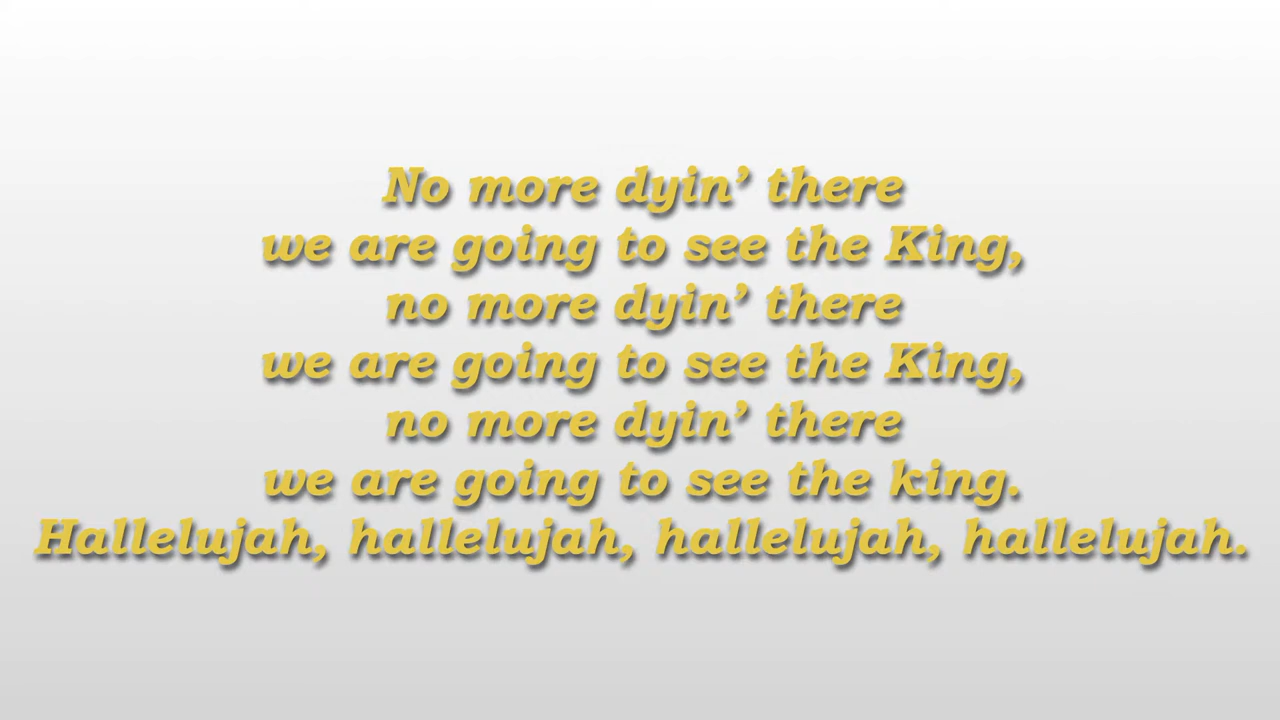 No more dyin’ there
we are going to see the King,
no more dyin’ there
we are going to see the King,
no more dyin’ there
we are going to see the king.
Hallelujah, hallelujah, hallelujah, hallelujah.